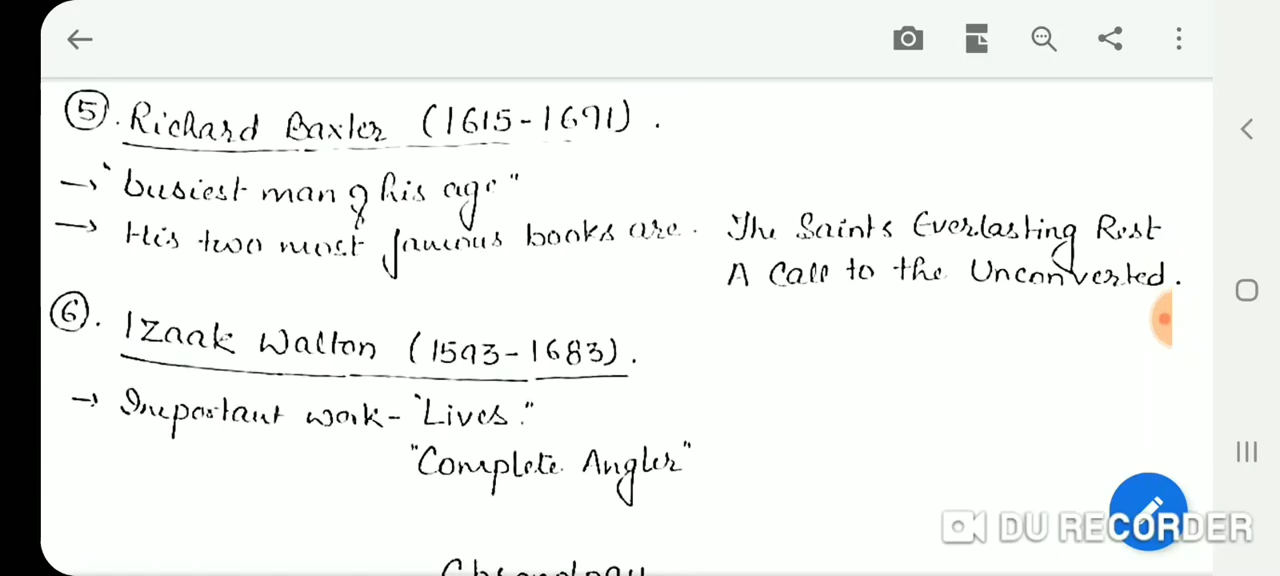 ⑤. Richard Baxter (1615-1691).
→ "busiest man of his age"
→ His two most famous books are. The Saints Everlasting Rest
A Call to the Unconverted.
⑥. Izaak Walton (1593-1683).
→ Important work - "Lives."
"Complete Angler"
Chronology
DU RECORDER